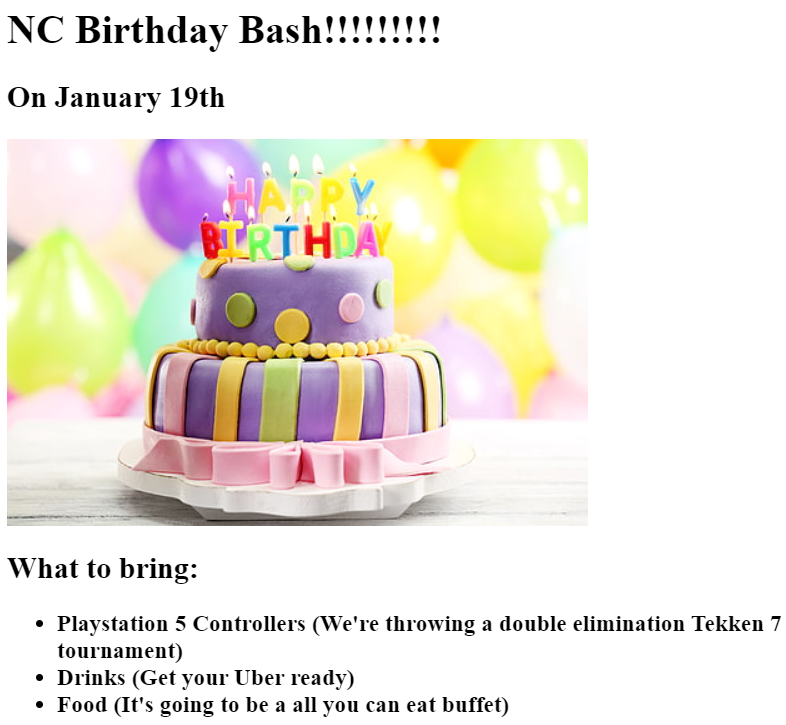 NC Birthday Bash!!!!!!!!!
On January 19th
HAPPY
BIRTHDAY
What to bring:
• Playstation 5 Controllers (We're throwing a double elimination Tekken 7
tournament)
• Drinks (Get your Uber ready)
• Food (It's going to be a all you can eat buffet)